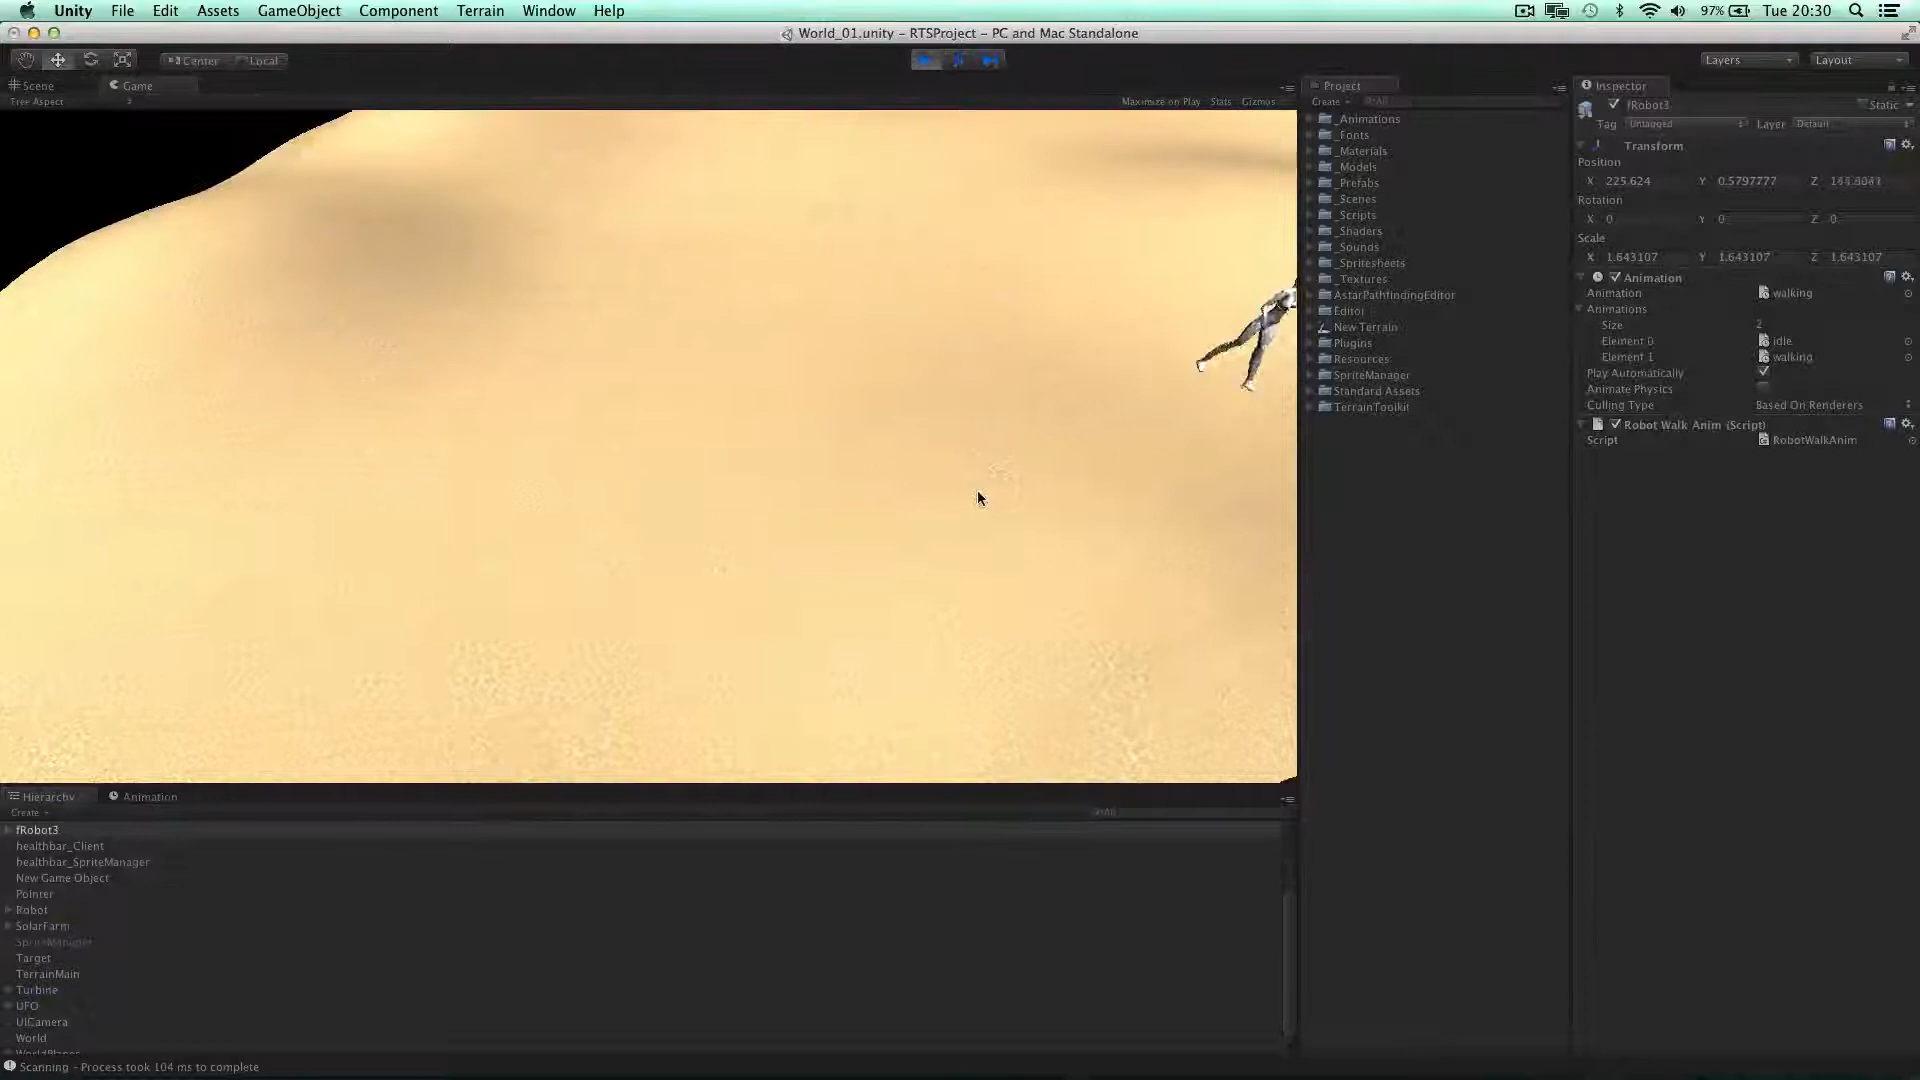 Unity File Edit Assets GameObject Component Terrain Window Help 97% Tue 20:30
World_01.unity – RTSProject – PC and Mac Standalone
Center Local Layers Layout
Scene Game
Free Aspect Maximize on Play Stats Gizmos
Project
Create All
_Animations
_Fonts
_Materials
_Models
_Prefabs
_Scenes
_Scripts
_Shaders
_Sounds
_Spritesheets
_Textures
AstarPathfindingEditor
Editor
New Terrain
Plugins
Resources
SpriteManager
Standard Assets
TerrainToolkit
Inspector
fRobot3 Static
Tag Untagged Layer Default
Transform
Position
X 225.624 Y 0.5797777 Z
Rotation
X 0 Y 0 Z 0
Scale
X 1.643107 Y 1.643107 Z 1.643107
Animation
Animation walking
Animations
Size 2
Element 0 idle
Element 1 walking
Play Automatically
Animate Physics
Culling Type Based On Renderers
Robot Walk Anim (Script)
Script RobotWalkAnim
Hierarchy Animation
Create All
fRobot3
healthbar_Client
healthbar_SpriteManager
New Game Object
Pointer
Robot
SolarFarm
SpriteManager
Target
TerrainMain
Turbine
UFO
UICamera
World
WorldPlanes
Scanning – Process took 104 ms to complete